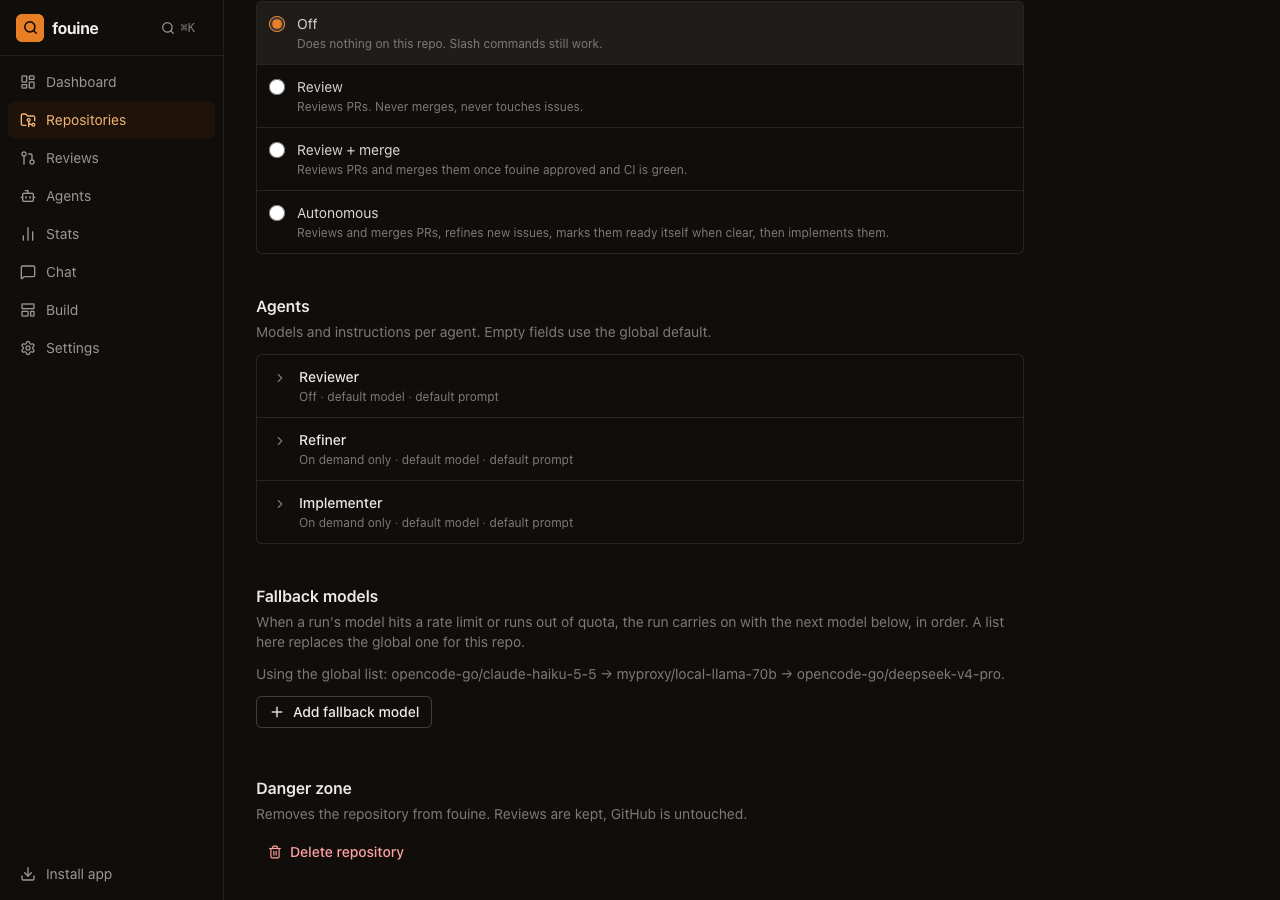 fouine
⌘K
Dashboard
Repositories
Reviews
Agents
Stats
Chat
Build
Settings
Install app
Off
Does nothing on this repo. Slash commands still work.
Review
Reviews PRs. Never merges, never touches issues.
Review + merge
Reviews PRs and merges them once fouine approved and CI is green.
Autonomous
Reviews and merges PRs, refines new issues, marks them ready itself when clear, then implements them.
Agents
Models and instructions per agent. Empty fields use the global default.
Reviewer
Off · default model · default prompt
Refiner
On demand only · default model · default prompt
Implementer
On demand only · default model · default prompt
Fallback models
When a run's model hits a rate limit or runs out of quota, the run carries on with the next model below, in order. A list
here replaces the global one for this repo.
Using the global list: opencode-go/claude-haiku-5-5 → myproxy/local-llama-70b → opencode-go/deepseek-v4-pro.
Add fallback model
Danger zone
Removes the repository from fouine. Reviews are kept, GitHub is untouched.
Delete repository